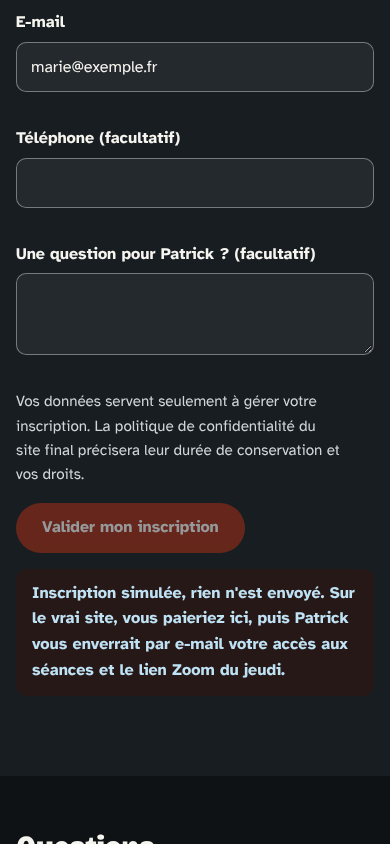 E-mail
marie@exemple.fr
Téléphone (facultatif)
Une question pour Patrick ? (facultatif)
Vos données servent seulement à gérer votre
inscription. La politique de confidentialité du
site final précisera leur durée de conservation et
vos droits.
Valider mon inscription
Inscription simulée, rien n'est envoyé. Sur
le vrai site, vous paieriez ici, puis Patrick
vous enverrait par e-mail votre accès aux
séances et le lien Zoom du jeudi.
Questions